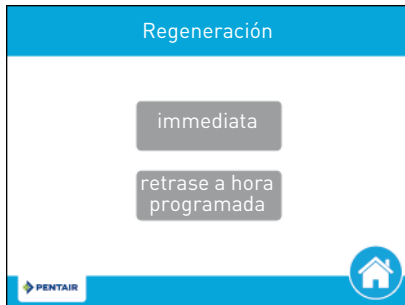 Regeneración
immediata
retrase a hora
programada
PENTAIR